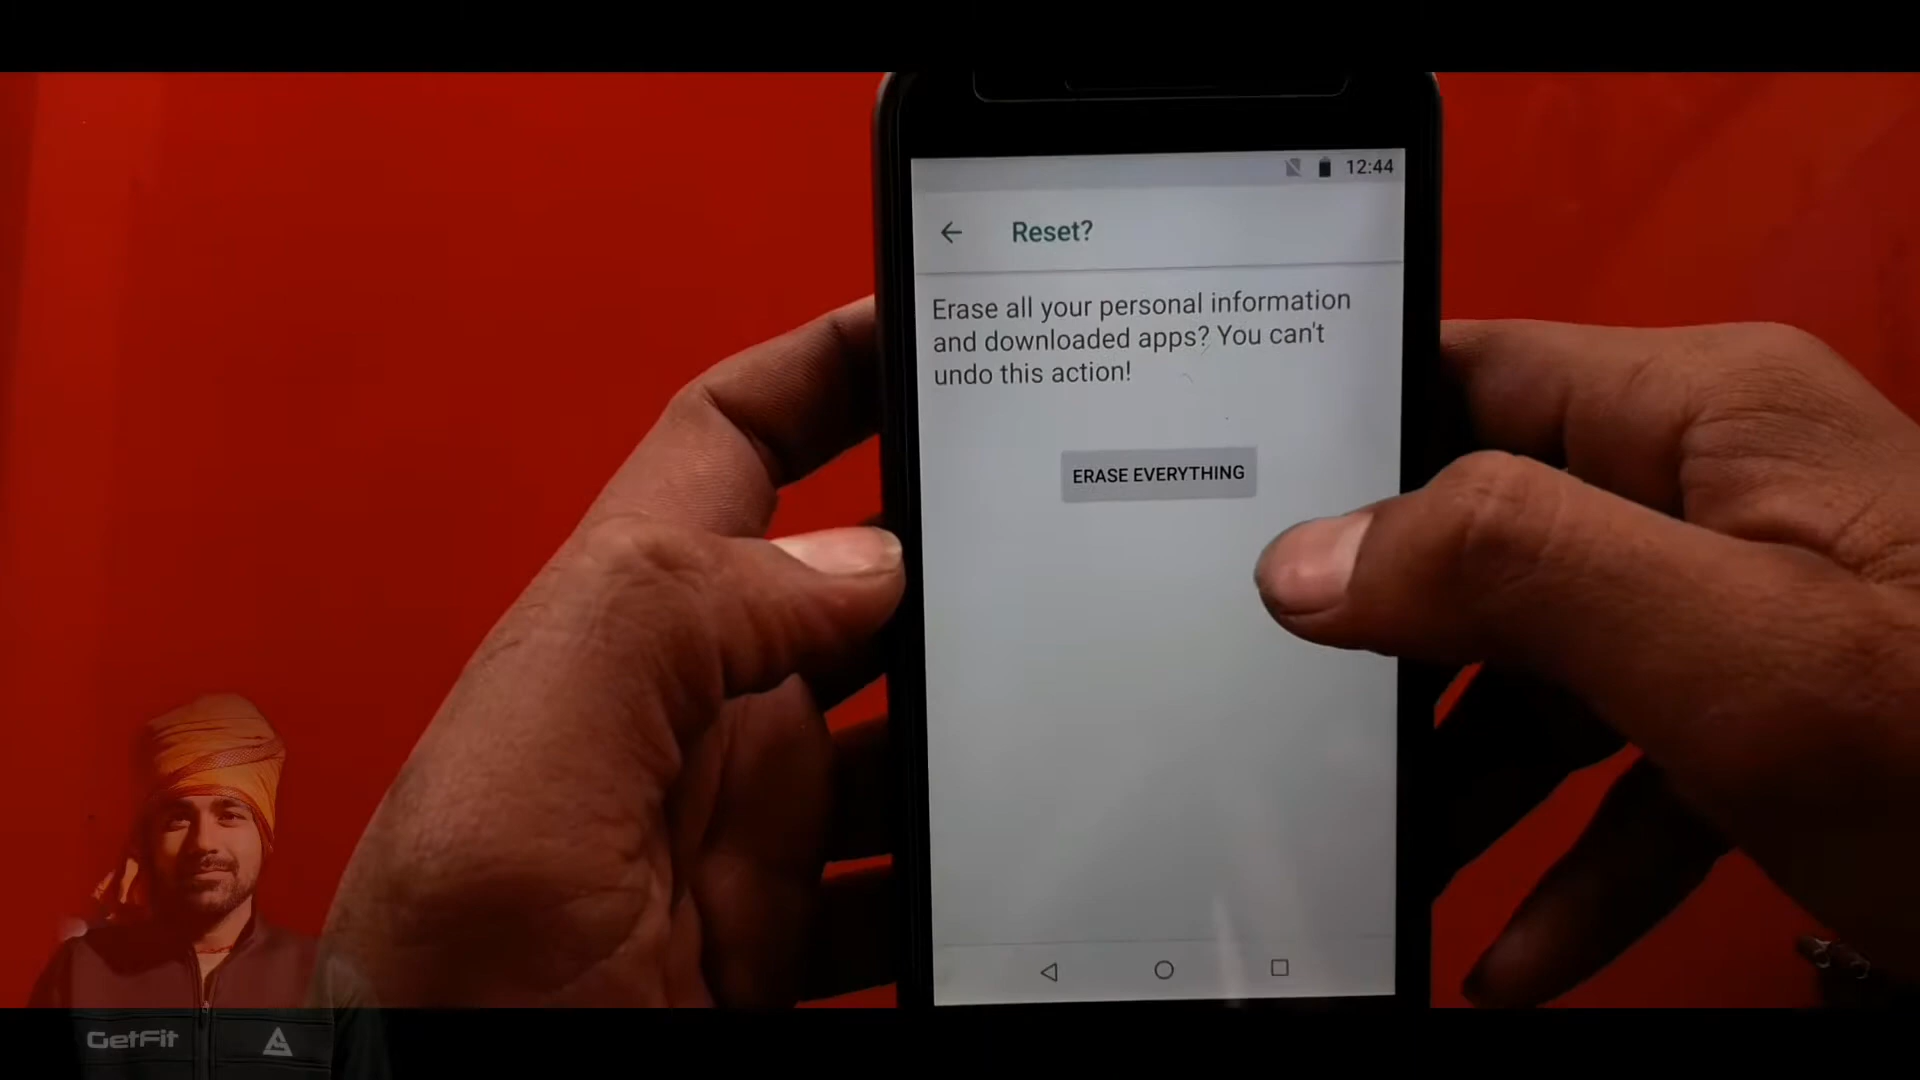 12:44
Reset?
Erase all your personal information
and downloaded apps? You can't
undo this action!
ERASE EVERYTHING
GetFit